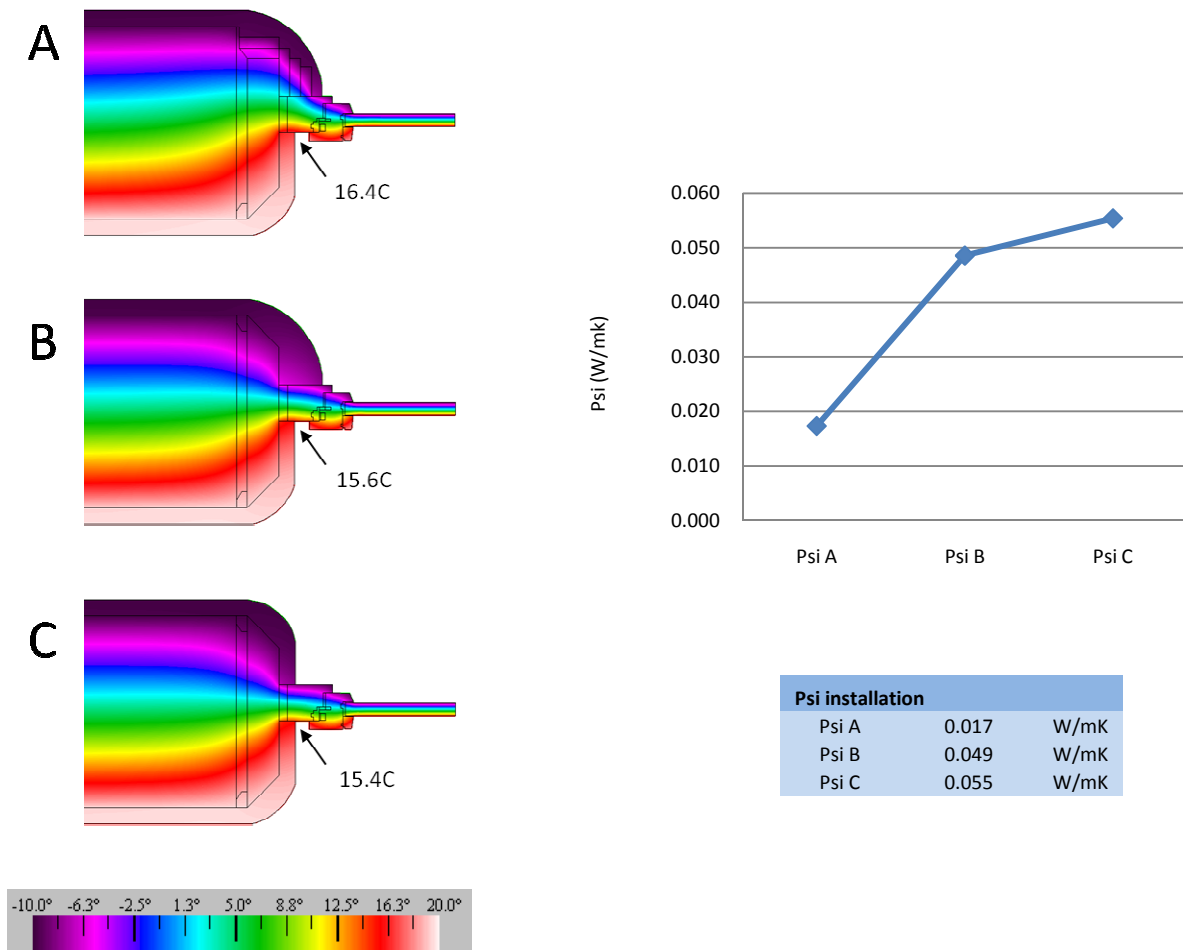 A
16.4C
B
15.6C
C
15.4C
-10.0° -6.3° -2.5° 1.3° 5.0° 8.8° 12.5° 16.3° 20.0°
Psi (W/mk)
0.060
0.050
0.040
0.030
0.020
0.010
0.000
Psi A Psi B Psi C
Psi installation
Psi A 0.017 W/mK
Psi B 0.049 W/mK
Psi C 0.055 W/mK